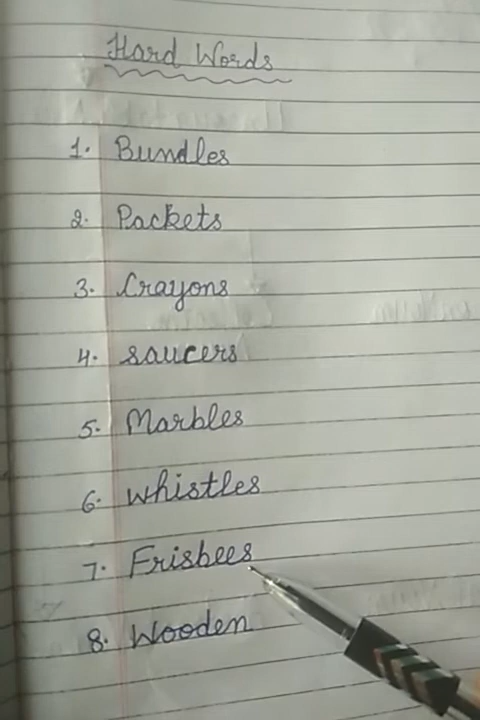 Hard Words
1. Bundles
2. Packets
3. Crayons
4. saucers
5. Marbles
6. whistles
7. Frisbees
8. Wooden